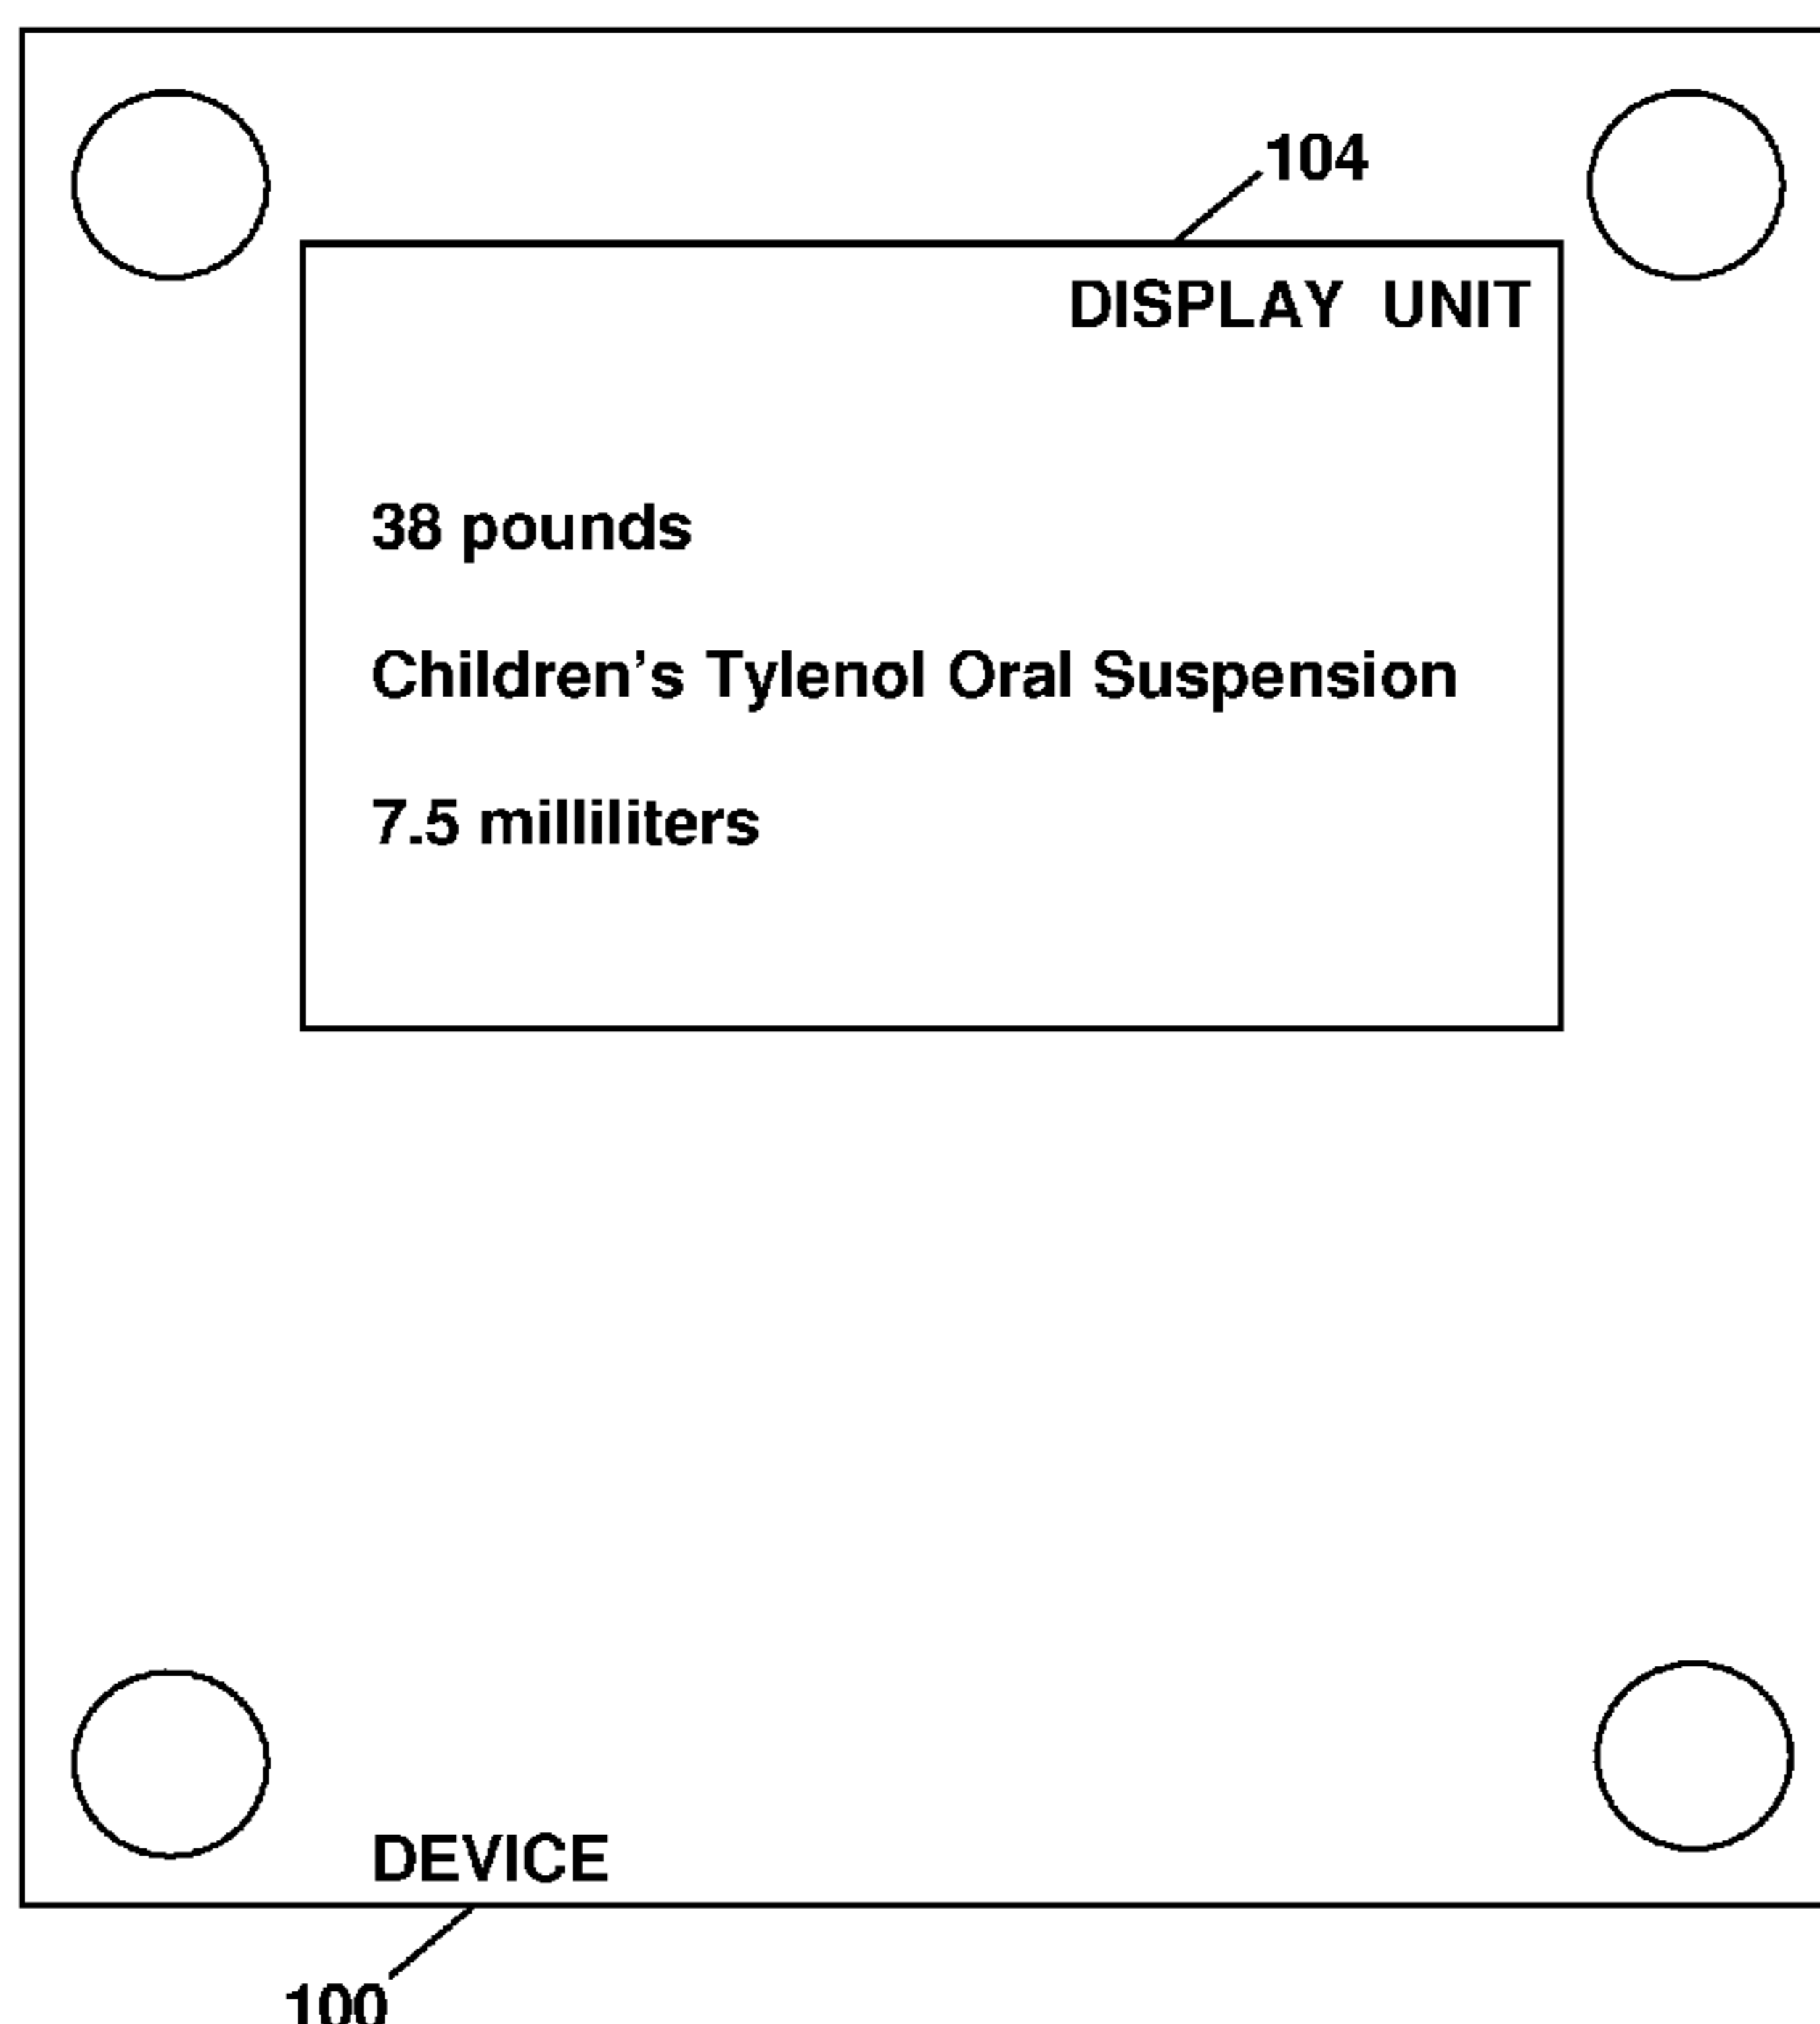 104
DISPLAY UNIT
38 pounds
Children's Tylenol Oral Suspension
7.5 milliliters
DEVICE
100